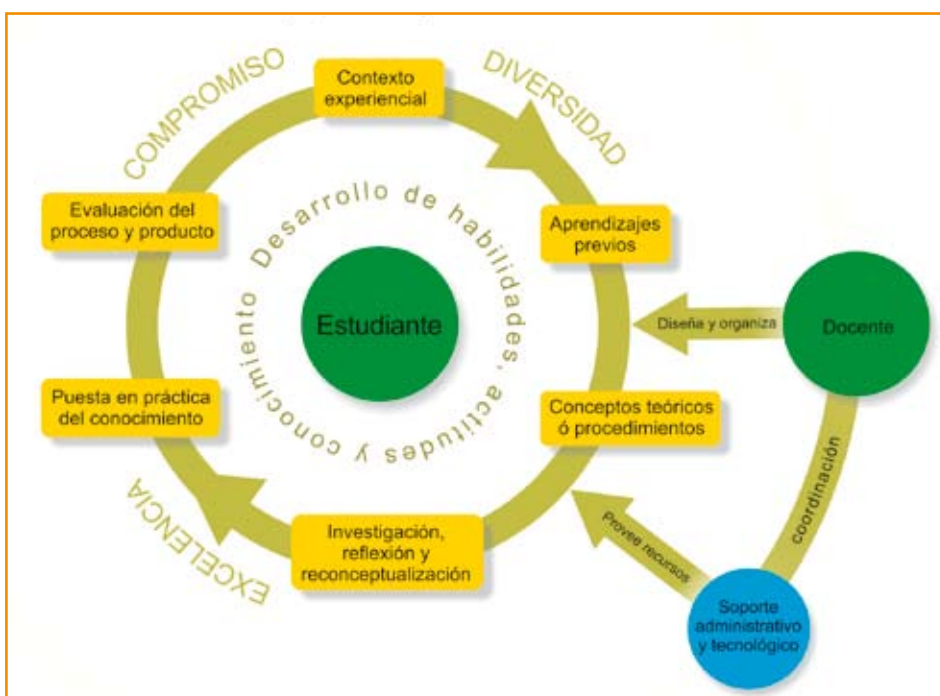 COMPROMISO
DIVERSIDAD
Contexto
experiencial
Evaluación del
proceso y producto
Aprendizajes
previos
Desarrollo de habilidades, actitudes y conocimiento
Estudiante
Diseña y organiza
Docente
Puesta en práctica
del conocimiento
Conceptos teóricos
ó procedimientos
coordinación
EXCELENCIA
Investigación,
reflexión y
reconceptualización
Provee recursos
Soporte
administrativo
y tecnológico